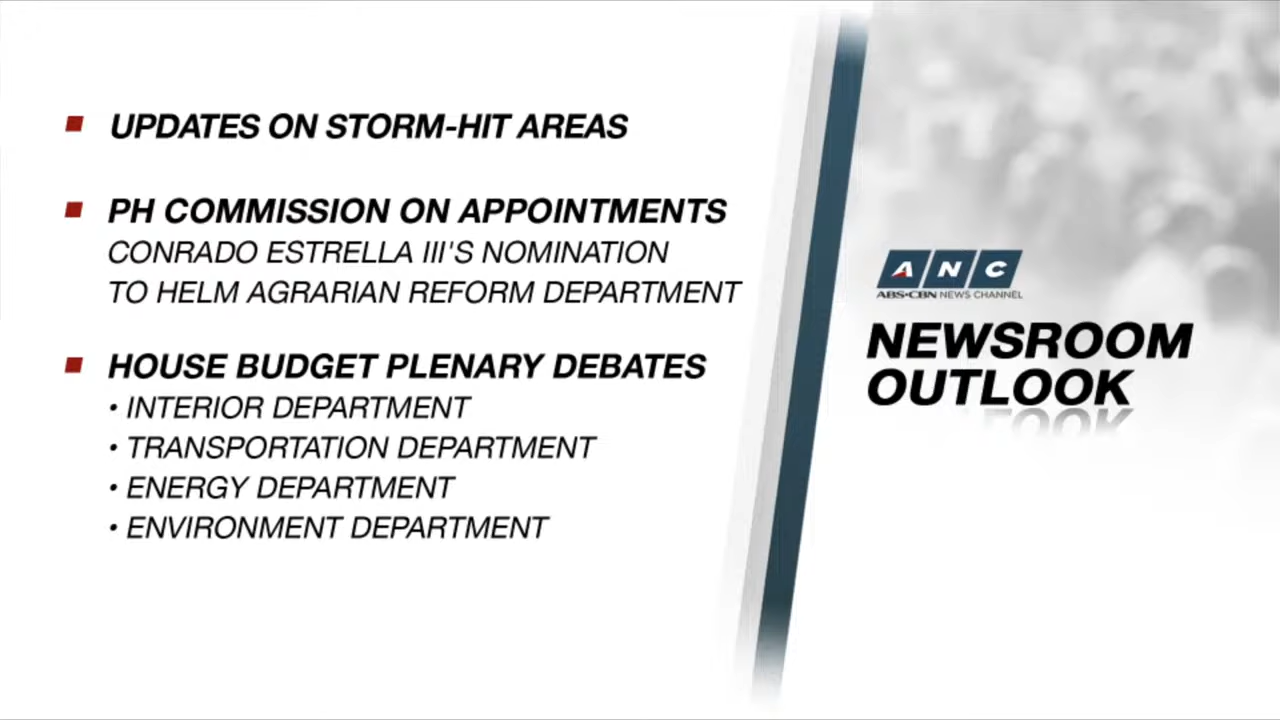 UPDATES ON STORM-HIT AREAS
PH COMMISSION ON APPOINTMENTS
CONRADO ESTRELLA III'S NOMINATION
TO HELM AGRARIAN REFORM DEPARTMENT
HOUSE BUDGET PLENARY DEBATES
• INTERIOR DEPARTMENT
• TRANSPORTATION DEPARTMENT
• ENERGY DEPARTMENT
• ENVIRONMENT DEPARTMENT
ANC
ABS-CBN NEWS CHANNEL
NEWSROOM
OUTLOOK